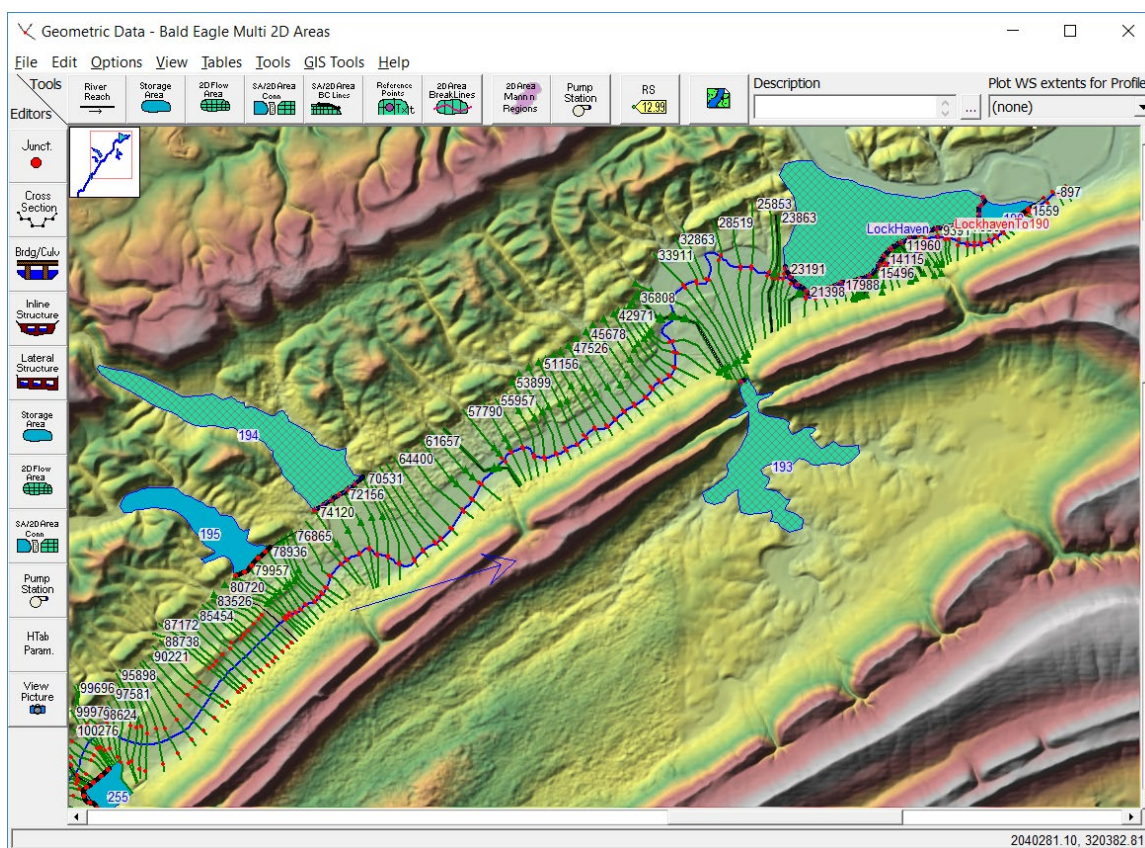 Geometric Data - Bald Eagle Multi 2D Areas
File Edit Options View Tables Tools GIS Tools Help
Tools
Editors
River
Reach
Storage
Area
2D Flow
Area
SA/2D Area
Conn
SA/2D Area
BC Lines
Reference
Points
2D Area
BreakLines
2D Area
Mann n
Regions
Pump
Station
RS
12.99
Description
...
Plot WS extents for Profile
(none)
Junct.
Cross
Section
Brdg/Culv
Inline
Structure
Lateral
Structure
Storage
Area
2D Flow
Area
SA/2D Area
Conn
Pump
Station
HTab
Param.
View
Picture
-897
1559
LockHaven
LockhavenTo190
11960
14115
15496
17988
21398
23191
23863
25853
28519
32863
33911
36808
42971
45678
47526
51156
53899
55957
57790
61657
64400
70531
72156
74120
76865
78936
79957
80720
83526
85454
87172
88738
90221
95898
97581
99696
98624
100276
193
194
195
255
2040281.10, 320382.81